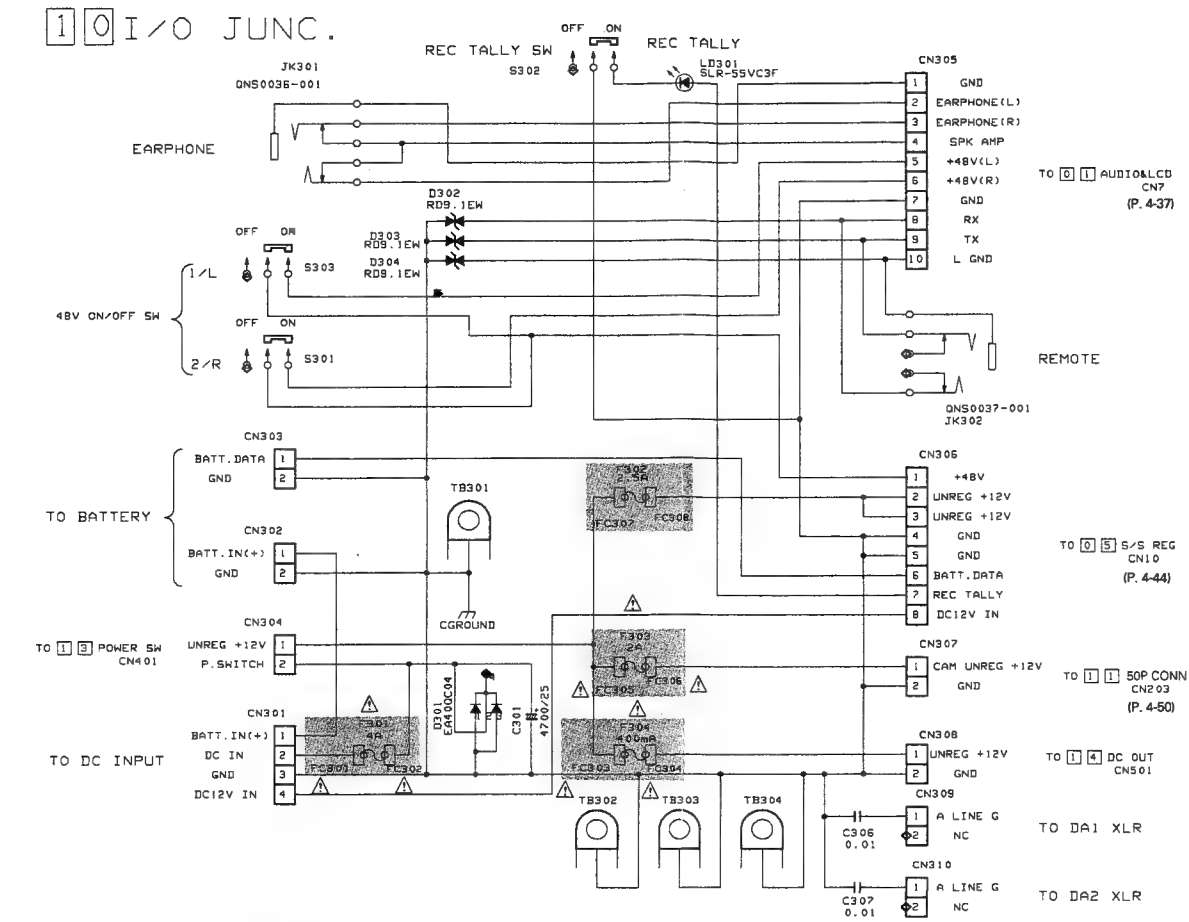 10 I/O JUNC.
OFF ON
REC TALLY SW
REC TALLY
S302
LD301
SLR-55VC3F
JK301
QNS0036-001
EARPHONE
CN305
1 GND
2 EARPHONE(L)
3 EARPHONE(R)
4 SPK AMP
5 +48V(L)
6 +48V(R)
7 GND
8 RX
9 TX
10 L GND
TO 0 1 AUDIO&LCD
CN7
(P. 4-37)
D302
RD9.1EW
D303
RD9.1EW
D304
RD9.1EW
OFF ON
1/L
S303
48V ON/OFF SW
OFF ON
2/R
S301
REMOTE
QNS0037-001
JK302
CN303
BATT.DATA 1
GND 2
TO BATTERY
CN302
BATT.IN(+) 1
GND 2
TB301
CGROUND
F302
2.5A
FC307
FC308
CN306
1 +48V
2 UNREG +12V
3 UNREG +12V
4 GND
5 GND
6 BATT.DATA
7 REC TALLY
8 DC12V IN
TO 0 5 S/S REG
CN10
(P. 4-44)
CN304
TO 1 3 POWER SW
CN401
UNREG +12V 1
P.SWITCH 2
F303
2A
FC305
FC306
CN307
1 CAM UNREG +12V
2 GND
TO 1 1 50P CONN
CN203
(P. 4-50)
D301
EA40QC04
1 2 3
C301
4700/25
CN301
TO DC INPUT
BATT.IN(+) 1
DC IN 2
GND 3
DC12V IN 4
F301
4A
FC301
FC302
F304
400mA
FC303
FC304
CN308
1 UNREG +12V
2 GND
TO 1 4 DC OUT
CN501
TB302
TB303
TB304
CN309
1 A LINE G
2 NC
C306
0.01
TO DA1 XLR
CN310
1 A LINE G
2 NC
C307
0.01
TO DA2 XLR